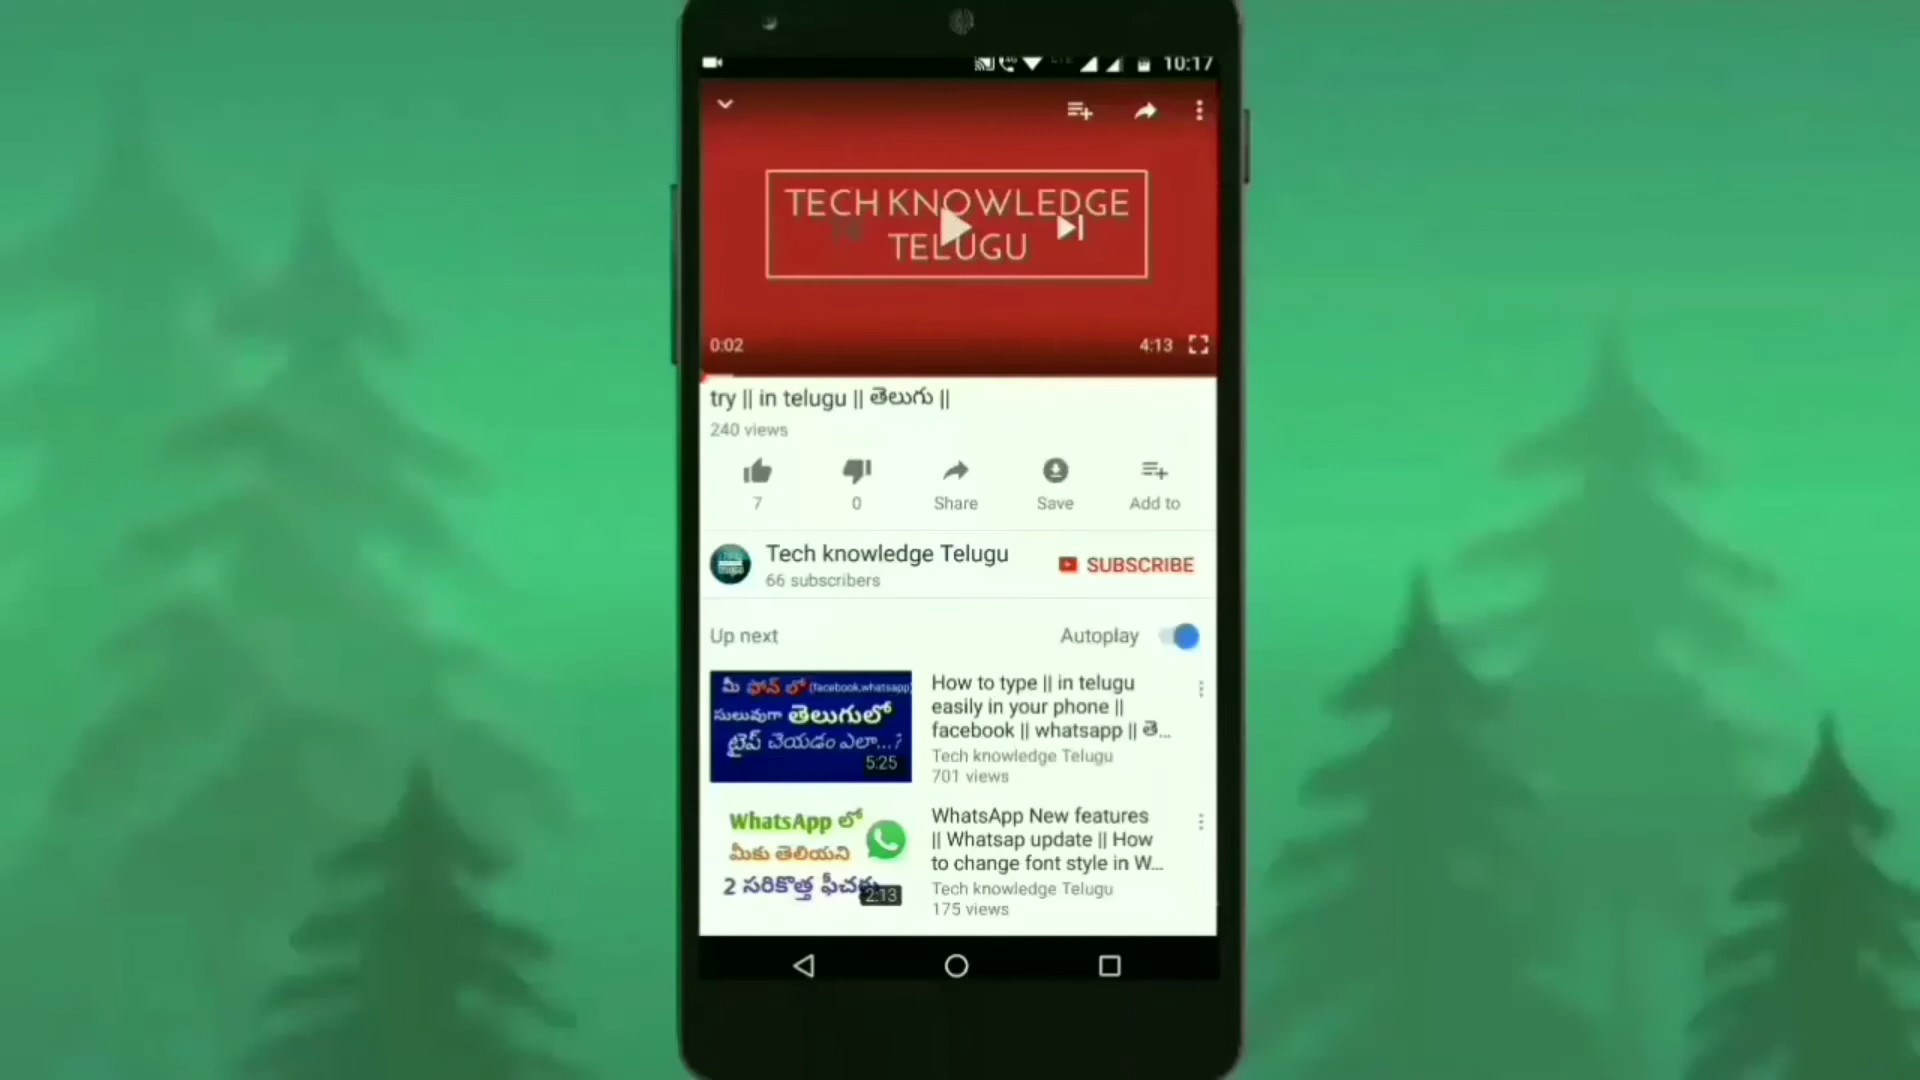 10:17
TECH KNOWLEDGE
TELUGU
0:02
4:13
try || in telugu || తెలుగు ||
240 views
7
0
Share
Save
Add to
Tech knowledge Telugu
66 subscribers
SUBSCRIBE
Up next
Autoplay
మీ ఫోన్ లో (facebook,whatsapp)
సులువుగా తెలుగులో
టైప్ చేయడం ఎలా...?
5:25
How to type || in telugu
easily in your phone ||
facebook || whatsapp || తె...
Tech knowledge Telugu
701 views
WhatsApp లో
మీకు తెలియని
2 సరికొత్త
2:13
WhatsApp New features
|| Whatsap update || How
to change font style in W...
Tech knowledge Telugu
175 views